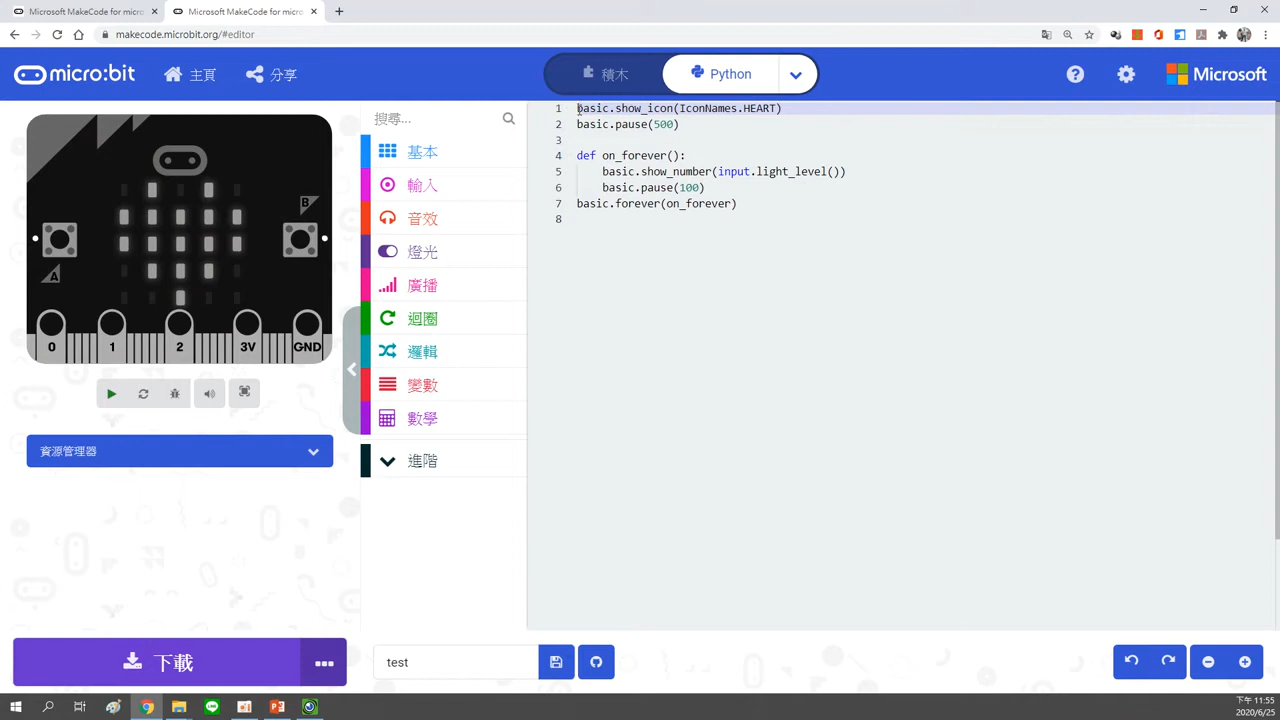 Microsoft MakeCode for micro:
Microsoft MakeCode for micro:
makecode.microbit.org/#editor
micro:bit
主頁
分享
積木
Python
Microsoft
搜尋...
基本
輸入
音效
燈光
廣播
迴圈
邏輯
變數
數學
進階
B
A
0 1 2 3V GND
資源管理器
1 basic.show_icon(IconNames.HEART)
2 basic.pause(500)
3
4 def on_forever():
5 basic.show_number(input.light_level())
6 basic.pause(100)
7 basic.forever(on_forever)
8
下載
test
下午 11:55
2020/6/25